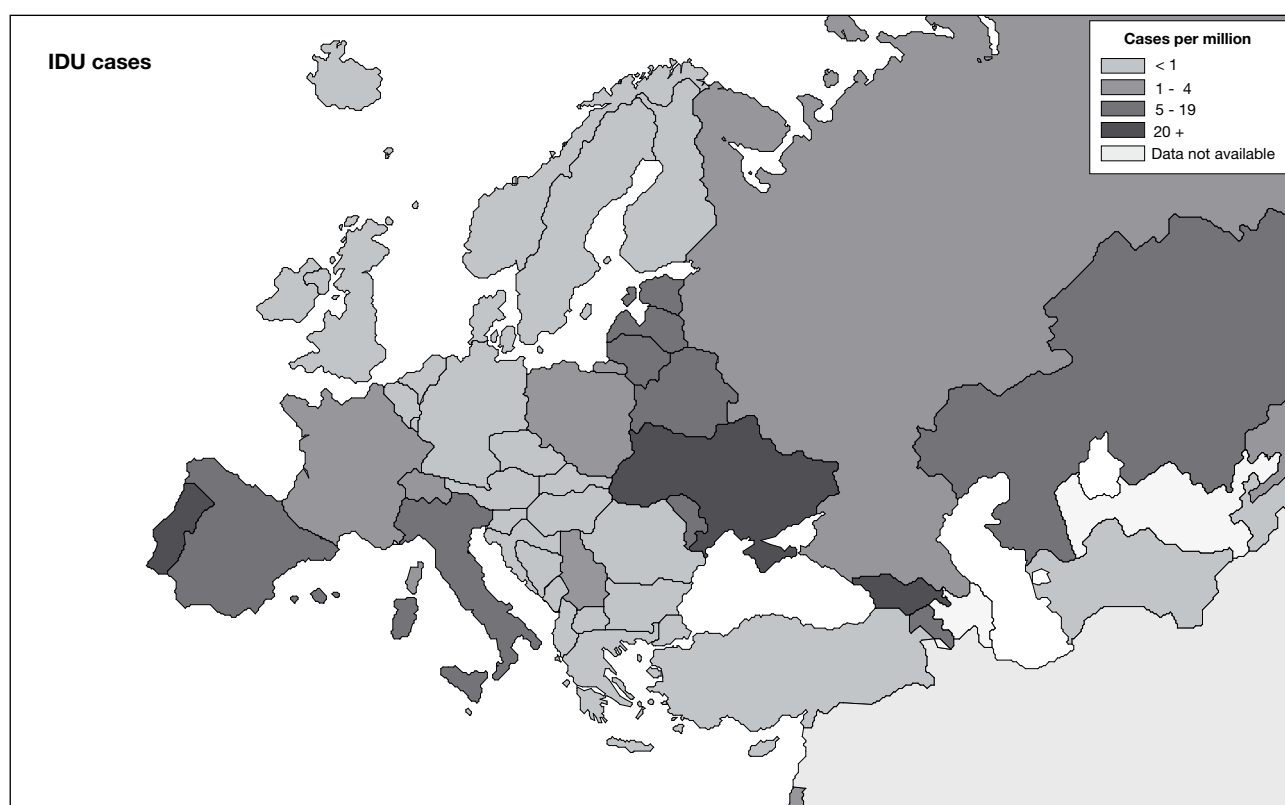 IDU cases
Cases per million
< 1
1 - 4
5 - 19
20 +
Data not available